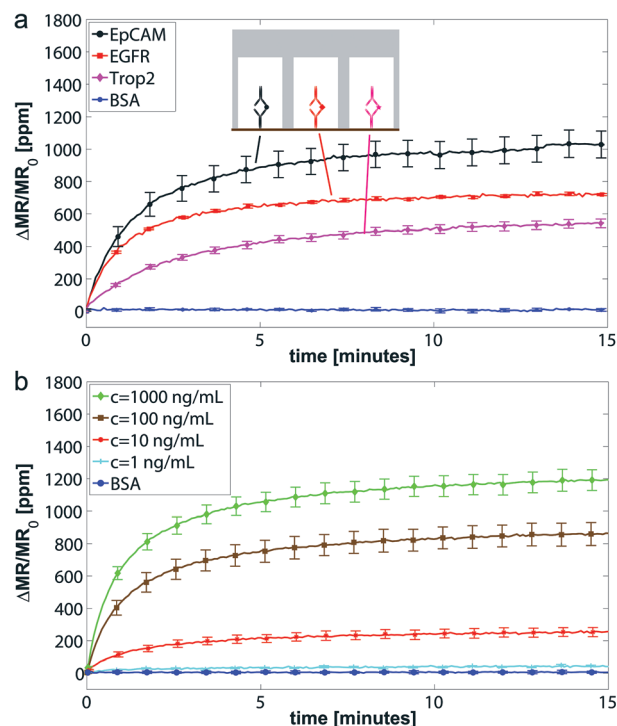 a
1800
1600
1400
1200
1000
800
600
400
200
0
EpCAM
EGFR
Trop2
BSA
ΔMR/MR0 [ppm]
0 5 10 15
time [minutes]
b
1800
1600
1400
1200
1000
800
600
400
200
0
c=1000 ng/mL
c=100 ng/mL
c=10 ng/mL
c=1 ng/mL
BSA
ΔMR/MR0 [ppm]
0 5 10 15
time [minutes]